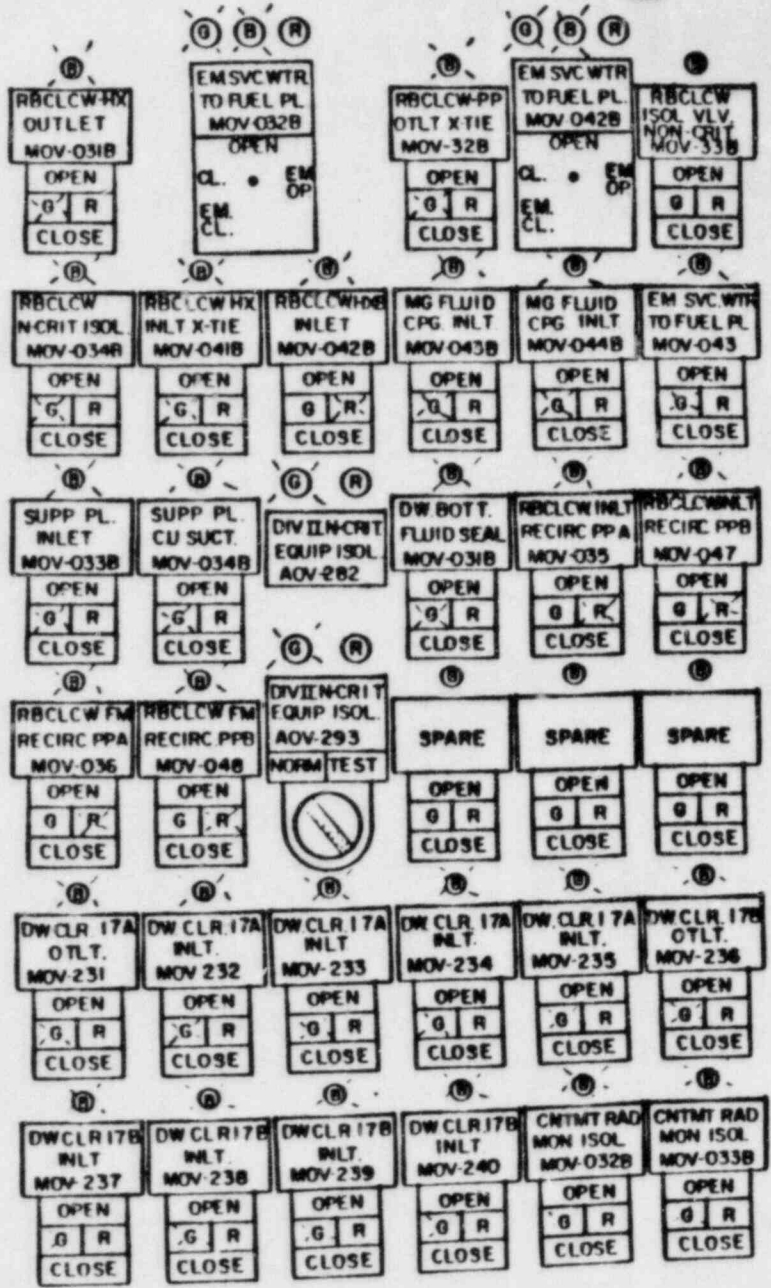 B
RBCLCW-HX
OUTLET
MOV-031B
OPEN
G R
CLOSE
G B R
EM SVC WTR
TO FUEL PL.
MOV-032B
OPEN
CL. EM OP
EM. CL.
B
RBCLCW-PP
OTLT X-TIE
MOV-32B
OPEN
G R
CLOSE
G B R
EM SVC WTR
TO FUEL PL.
MOV-042B
OPEN
CL. EM OP
EM. CL.
B
RBCLCW
ISOL VLV.
NON-CRIT
MOV-33B
OPEN
G R
CLOSE
B
RBCLCW
N-CRIT ISOL.
MOV-034B
OPEN
G R
CLOSE
B
RBCLCW HX
INLT X-TIE
MOV-041B
OPEN
G R
CLOSE
B
RBCLCWHXB
INLET
MOV-042B
OPEN
G R
CLOSE
B
MG FLUID
CPG. INLT.
MOV-043B
OPEN
G R
CLOSE
B
MG FLUID
CPG INLT.
MOV-044B
OPEN
G R
CLOSE
B
EM SVC. WTR
TO FUEL PL
MOV-043
OPEN
G R
CLOSE
B
SUPP PL.
INLET
MOV-033B
OPEN
G R
CLOSE
B
SUPP PL.
CU SUCT.
MOV-034B
OPEN
G R
CLOSE
G R
DIV II N-CRIT
EQUIP ISOL.
AOV-282
B
DW. BOTT.
FLUID SEAL
MOV-031B
OPEN
G R
CLOSE
B
RBCLCW INLT
RECIRC PPA
MOV-035
OPEN
G R
CLOSE
B
RBCLCW INLT
RECIRC PPB
MOV-047
OPEN
G R
CLOSE
B
RBCLCW FM
RECIRC PPA
MOV-036
OPEN
G R
CLOSE
B
RBCLCW FM
RECIRC PPB
MOV-048
OPEN
G R
CLOSE
G R
DIV II N-CRIT
EQUIP ISOL.
AOV-293
NORM TEST
B
SPARE
OPEN
G R
CLOSE
B
SPARE
OPEN
G R
CLOSE
B
SPARE
OPEN
G R
CLOSE
B
DW CLR. 17A
OTLT.
MOV-231
OPEN
G R
CLOSE
B
DW CLR. 17A
INLT.
MOV 232
OPEN
G R
CLOSE
B
DW CLR. 17A
INLT
MOV-233
OPEN
G R
CLOSE
B
DW CLR. 17A
INLT.
MOV-234
OPEN
G R
CLOSE
B
DW. CLR. 17A
INLT.
MOV-235
OPEN
G R
CLOSE
B
DW CLR. 17B
OTLT.
MOV-236
OPEN
G R
CLOSE
B
DW CLR 17B
INLT
MOV-237
OPEN
G R
CLOSE
B
DW CLR 17B
INLT.
MOV-238
OPEN
G R
CLOSE
B
DW CLR 17B
INLT.
MOV-239
OPEN
G R
CLOSE
B
DW CLR.17B
INLT
MOV-240
OPEN
G R
CLOSE
B
CNTMT RAD
MON ISOL
MOV-032B
OPEN
G R
CLOSE
B
CNTMT RAD
MON ISOL
MOV-033B
OPEN
G R
CLOSE